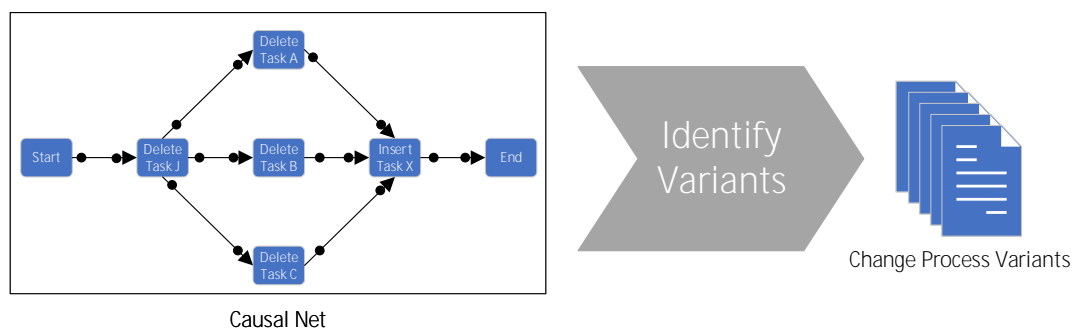 Delete
Task A
Start
Delete
Task J
Delete
Task B
Insert
Task X
End
Delete
Task C
Causal Net
Identify
Variants
Change Process Variants